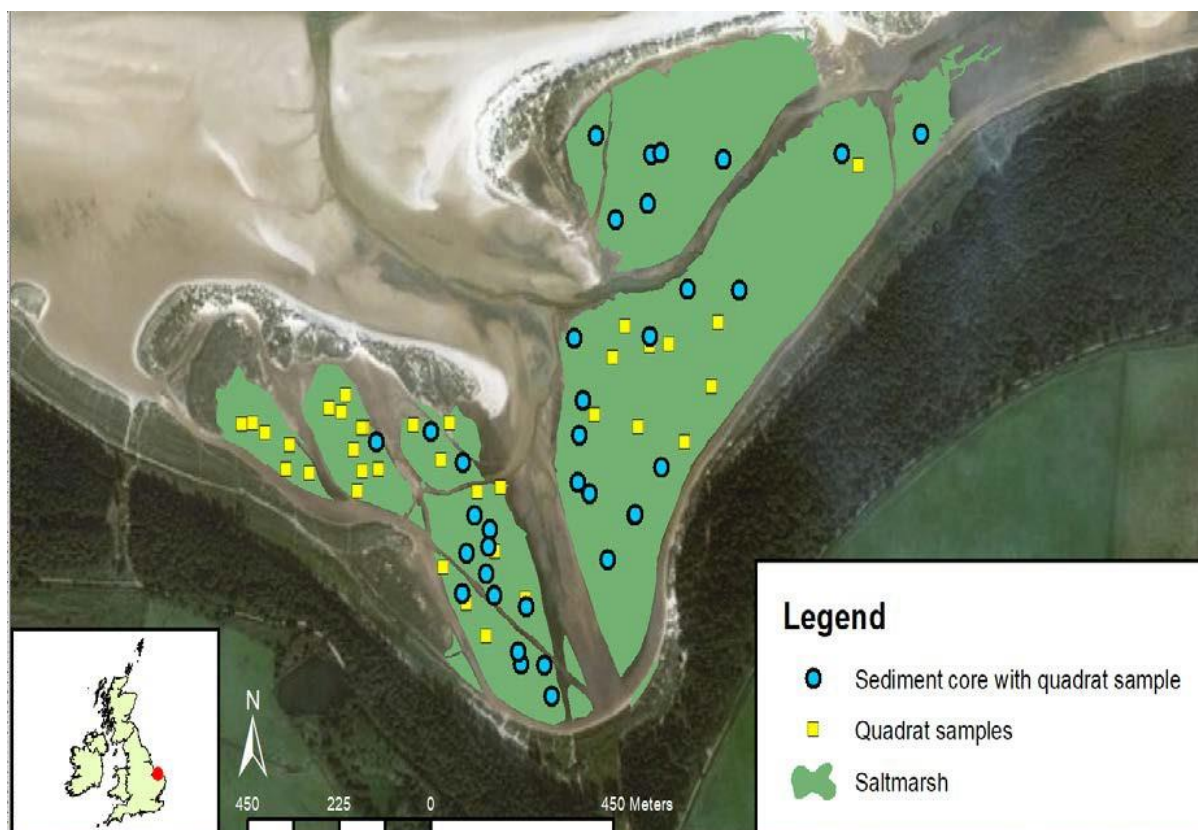 N
450 225 0 450 Meters
Legend
Sediment core with quadrat sample
Quadrat samples
Saltmarsh